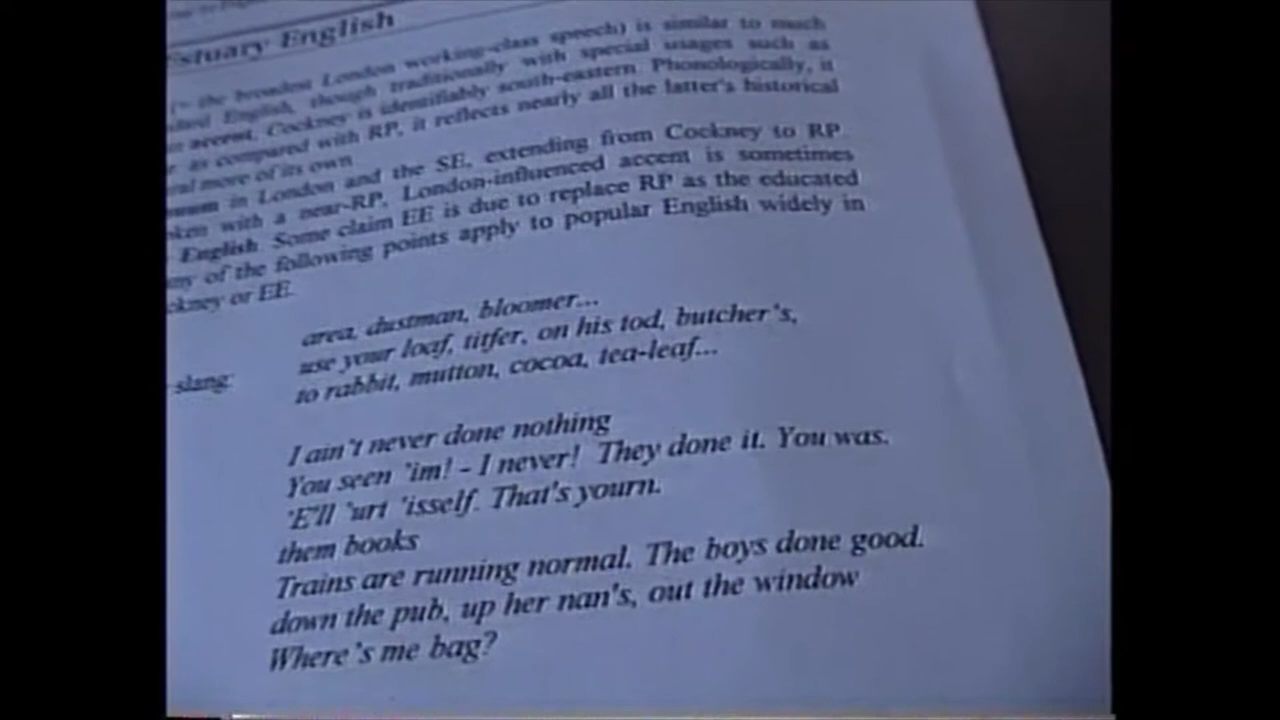 Estuary English
(= the broadest London working-class speech) is similar to much
English, though traditionally with special usages such as
accent, Cockney is identifiably south-eastern Phonologically, it
as compared with RP, it reflects nearly all the latter's historical
more of its own
in London and the SE, extending from Cockney to RP
with a near-RP, London-influenced accent is sometimes
English. Some claim EE is due to replace RP as the educated
of the following points apply to popular English widely in
or EE.
area, dustman, bloomer...
use your loaf, titfer, on his tod, butcher's,
slang: to rabbit, mutton, cocoa, tea-leaf...
I ain't never done nothing
You seen 'im! - I never! They done it. You was.
'E'll 'urt 'isself. That's yourn.
them books
Trains are running normal. The boys done good.
down the pub, up her nan's, out the window
Where's me bag?